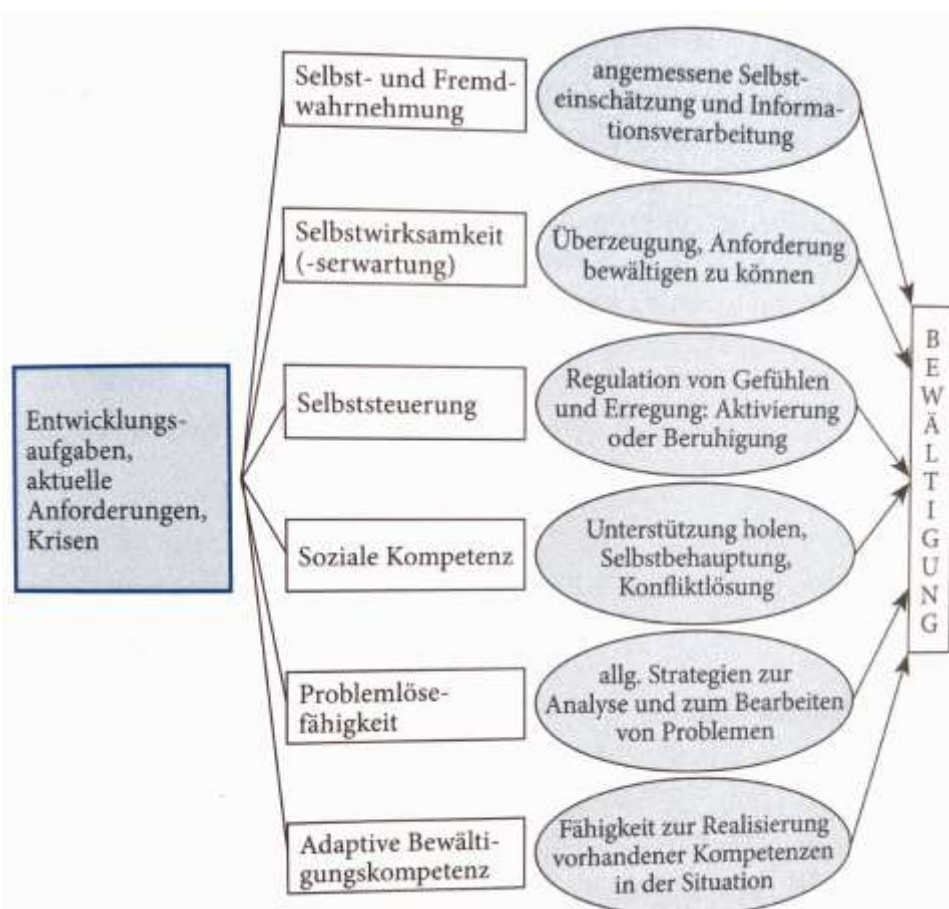 Selbst- und Fremd-
wahrnehmung
angemessene Selbst-
einschätzung und Informa-
tionsverarbeitung
Selbstwirksamkeit
(-serwartung)
Überzeugung, Anforderung
bewältigen zu können
Entwicklungs-
aufgaben,
aktuelle
Anforderungen,
Krisen
Selbststeuerung
Regulation von Gefühlen
und Erregung: Aktivierung
oder Beruhigung
Soziale Kompetenz
Unterstützung holen,
Selbstbehauptung,
Konfliktlösung
Problemlöse-
fähigkeit
allg. Strategien zur
Analyse und zum Bearbeiten
von Problemen
Adaptive Bewälti-
gungskompetenz
Fähigkeit zur Realisierung
vorhandener Kompetenzen
in der Situation
BEWÄLTIGUNG